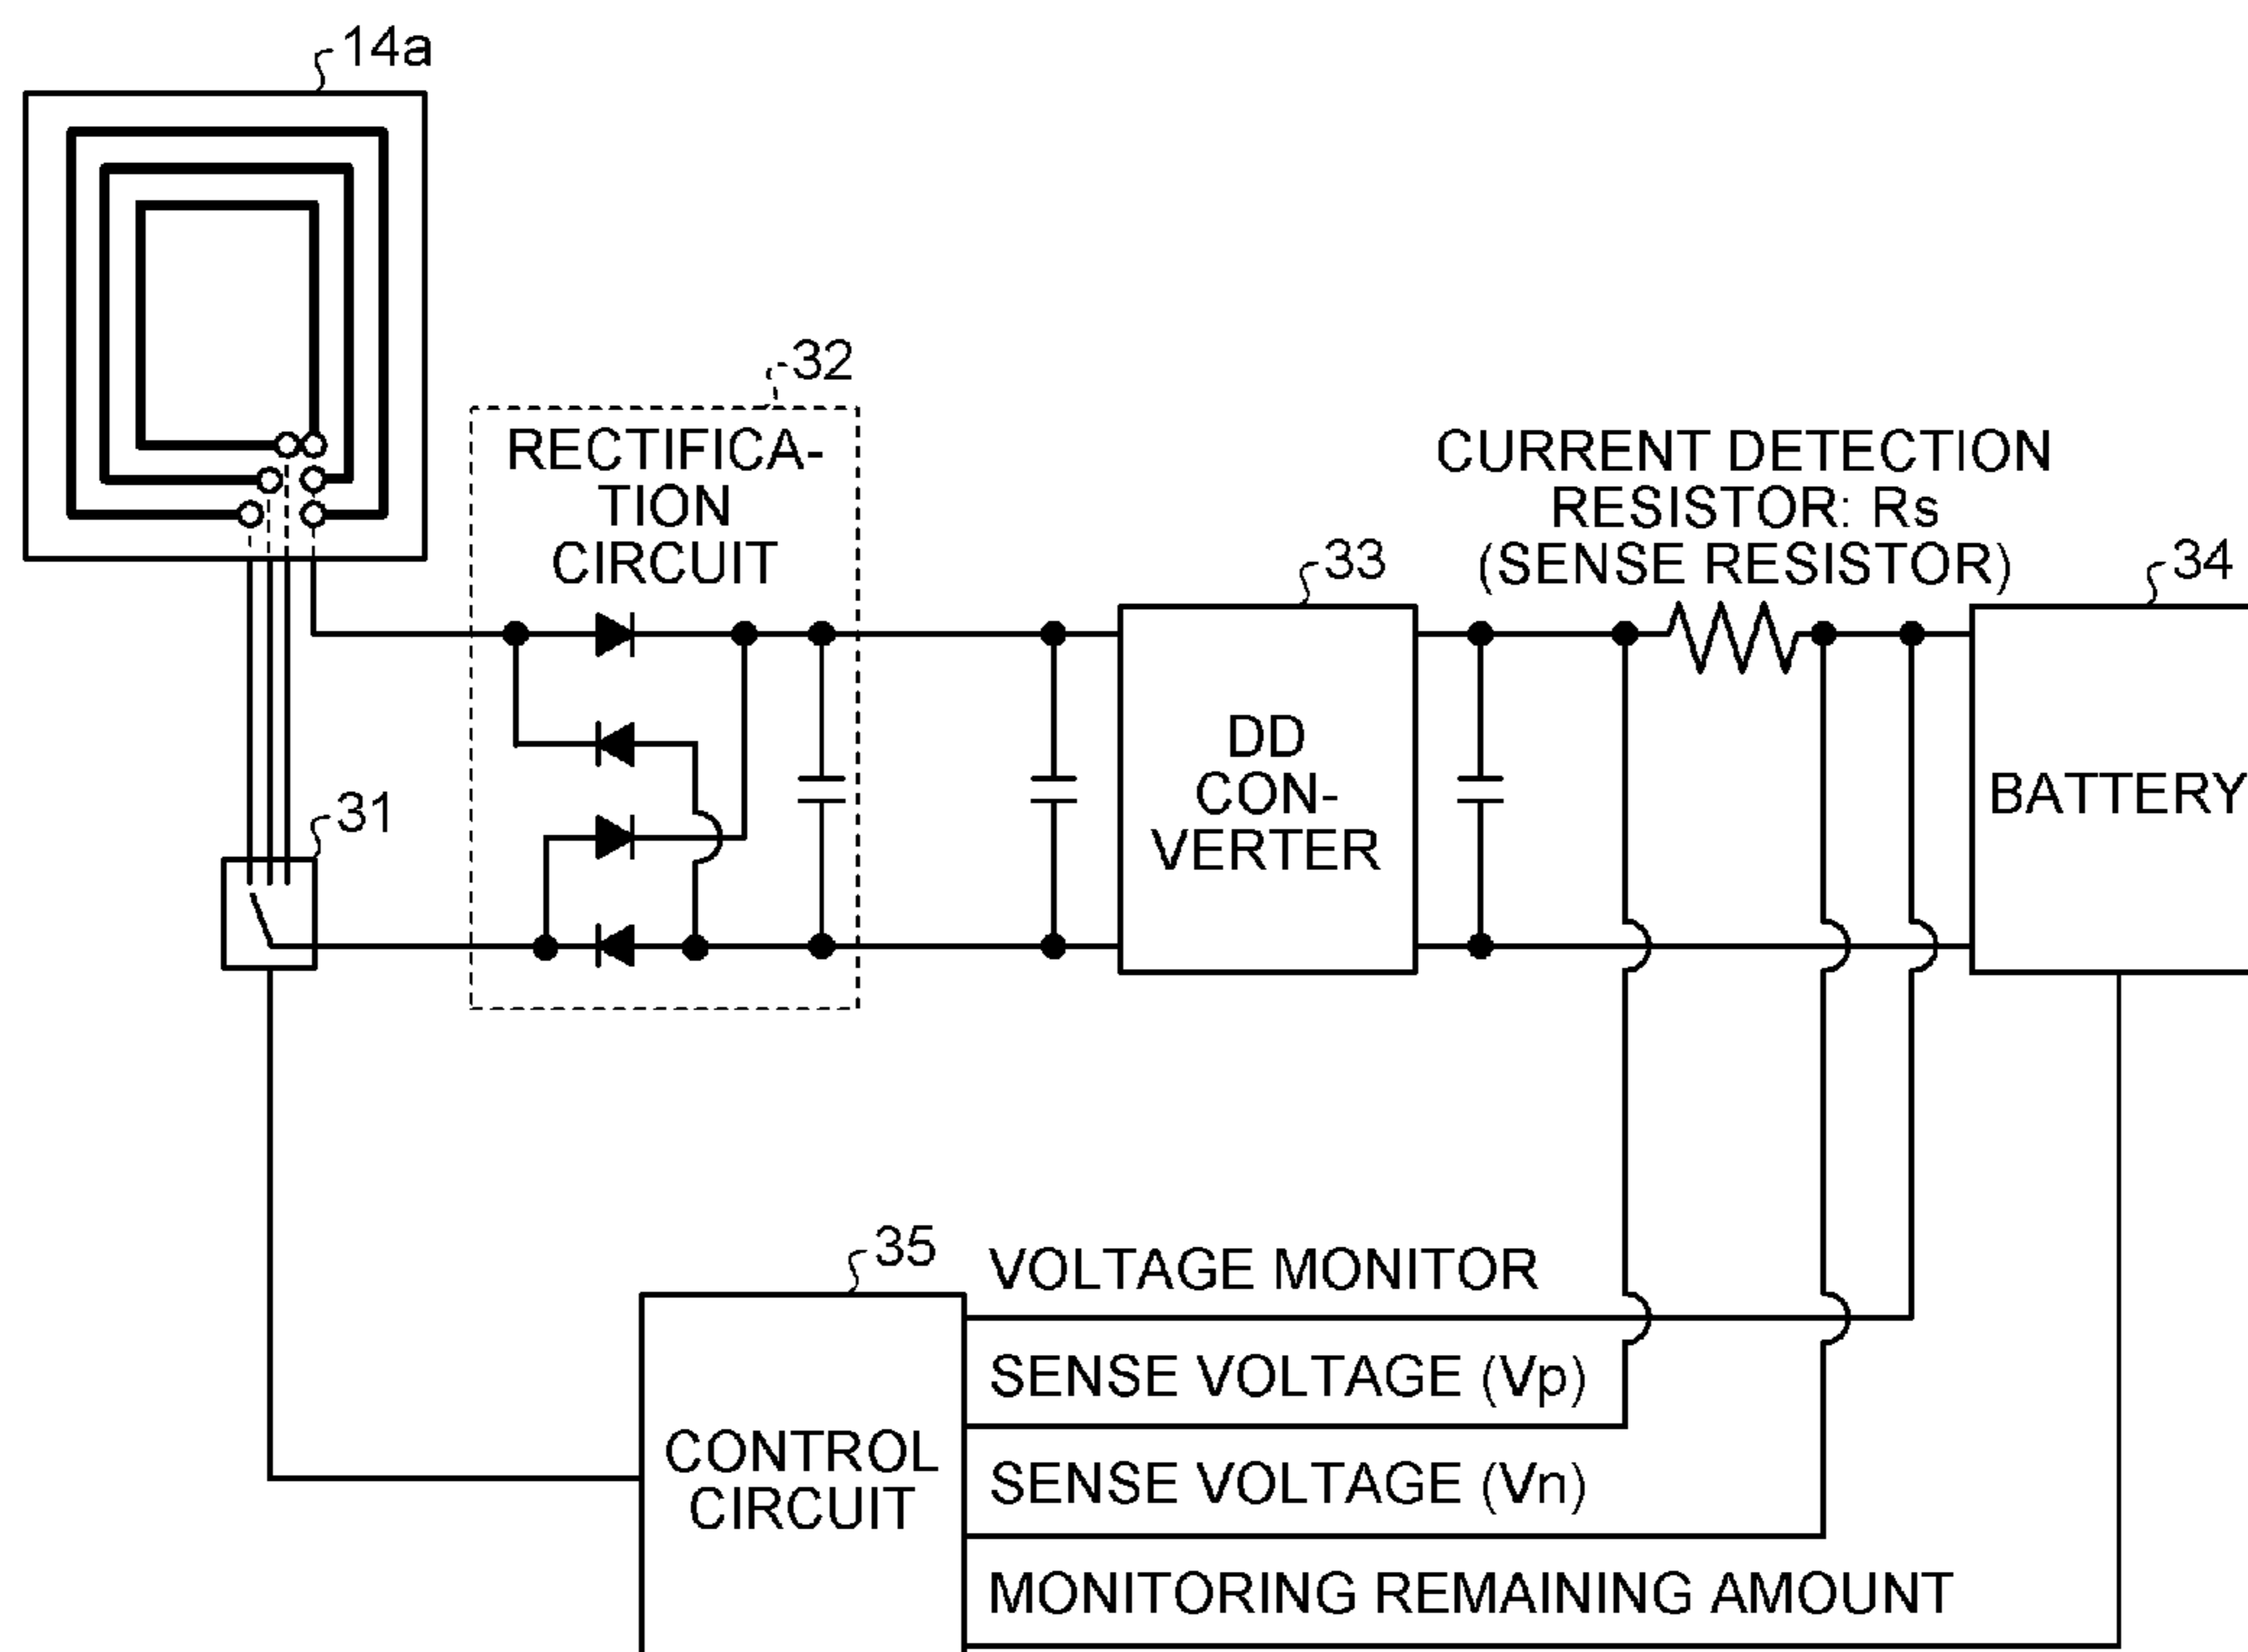 14a
32
RECTIFICA-
TION
CIRCUIT
CURRENT DETECTION
RESISTOR: Rs
(SENSE RESISTOR)
33
34
DD
CON-
VERTER
BATTERY
31
35
VOLTAGE MONITOR
SENSE VOLTAGE (Vp)
CONTROL
CIRCUIT
SENSE VOLTAGE (Vn)
MONITORING REMAINING AMOUNT